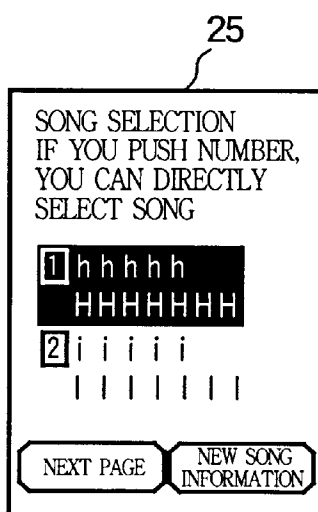 25
SONG SELECTION
IF YOU PUSH NUMBER,
YOU CAN DIRECTLY
SELECT SONG
1 h h h h h
H H H H H H H
2 i i i i i
I I I I I I I
NEXT PAGE
NEW SONG
INFORMATION